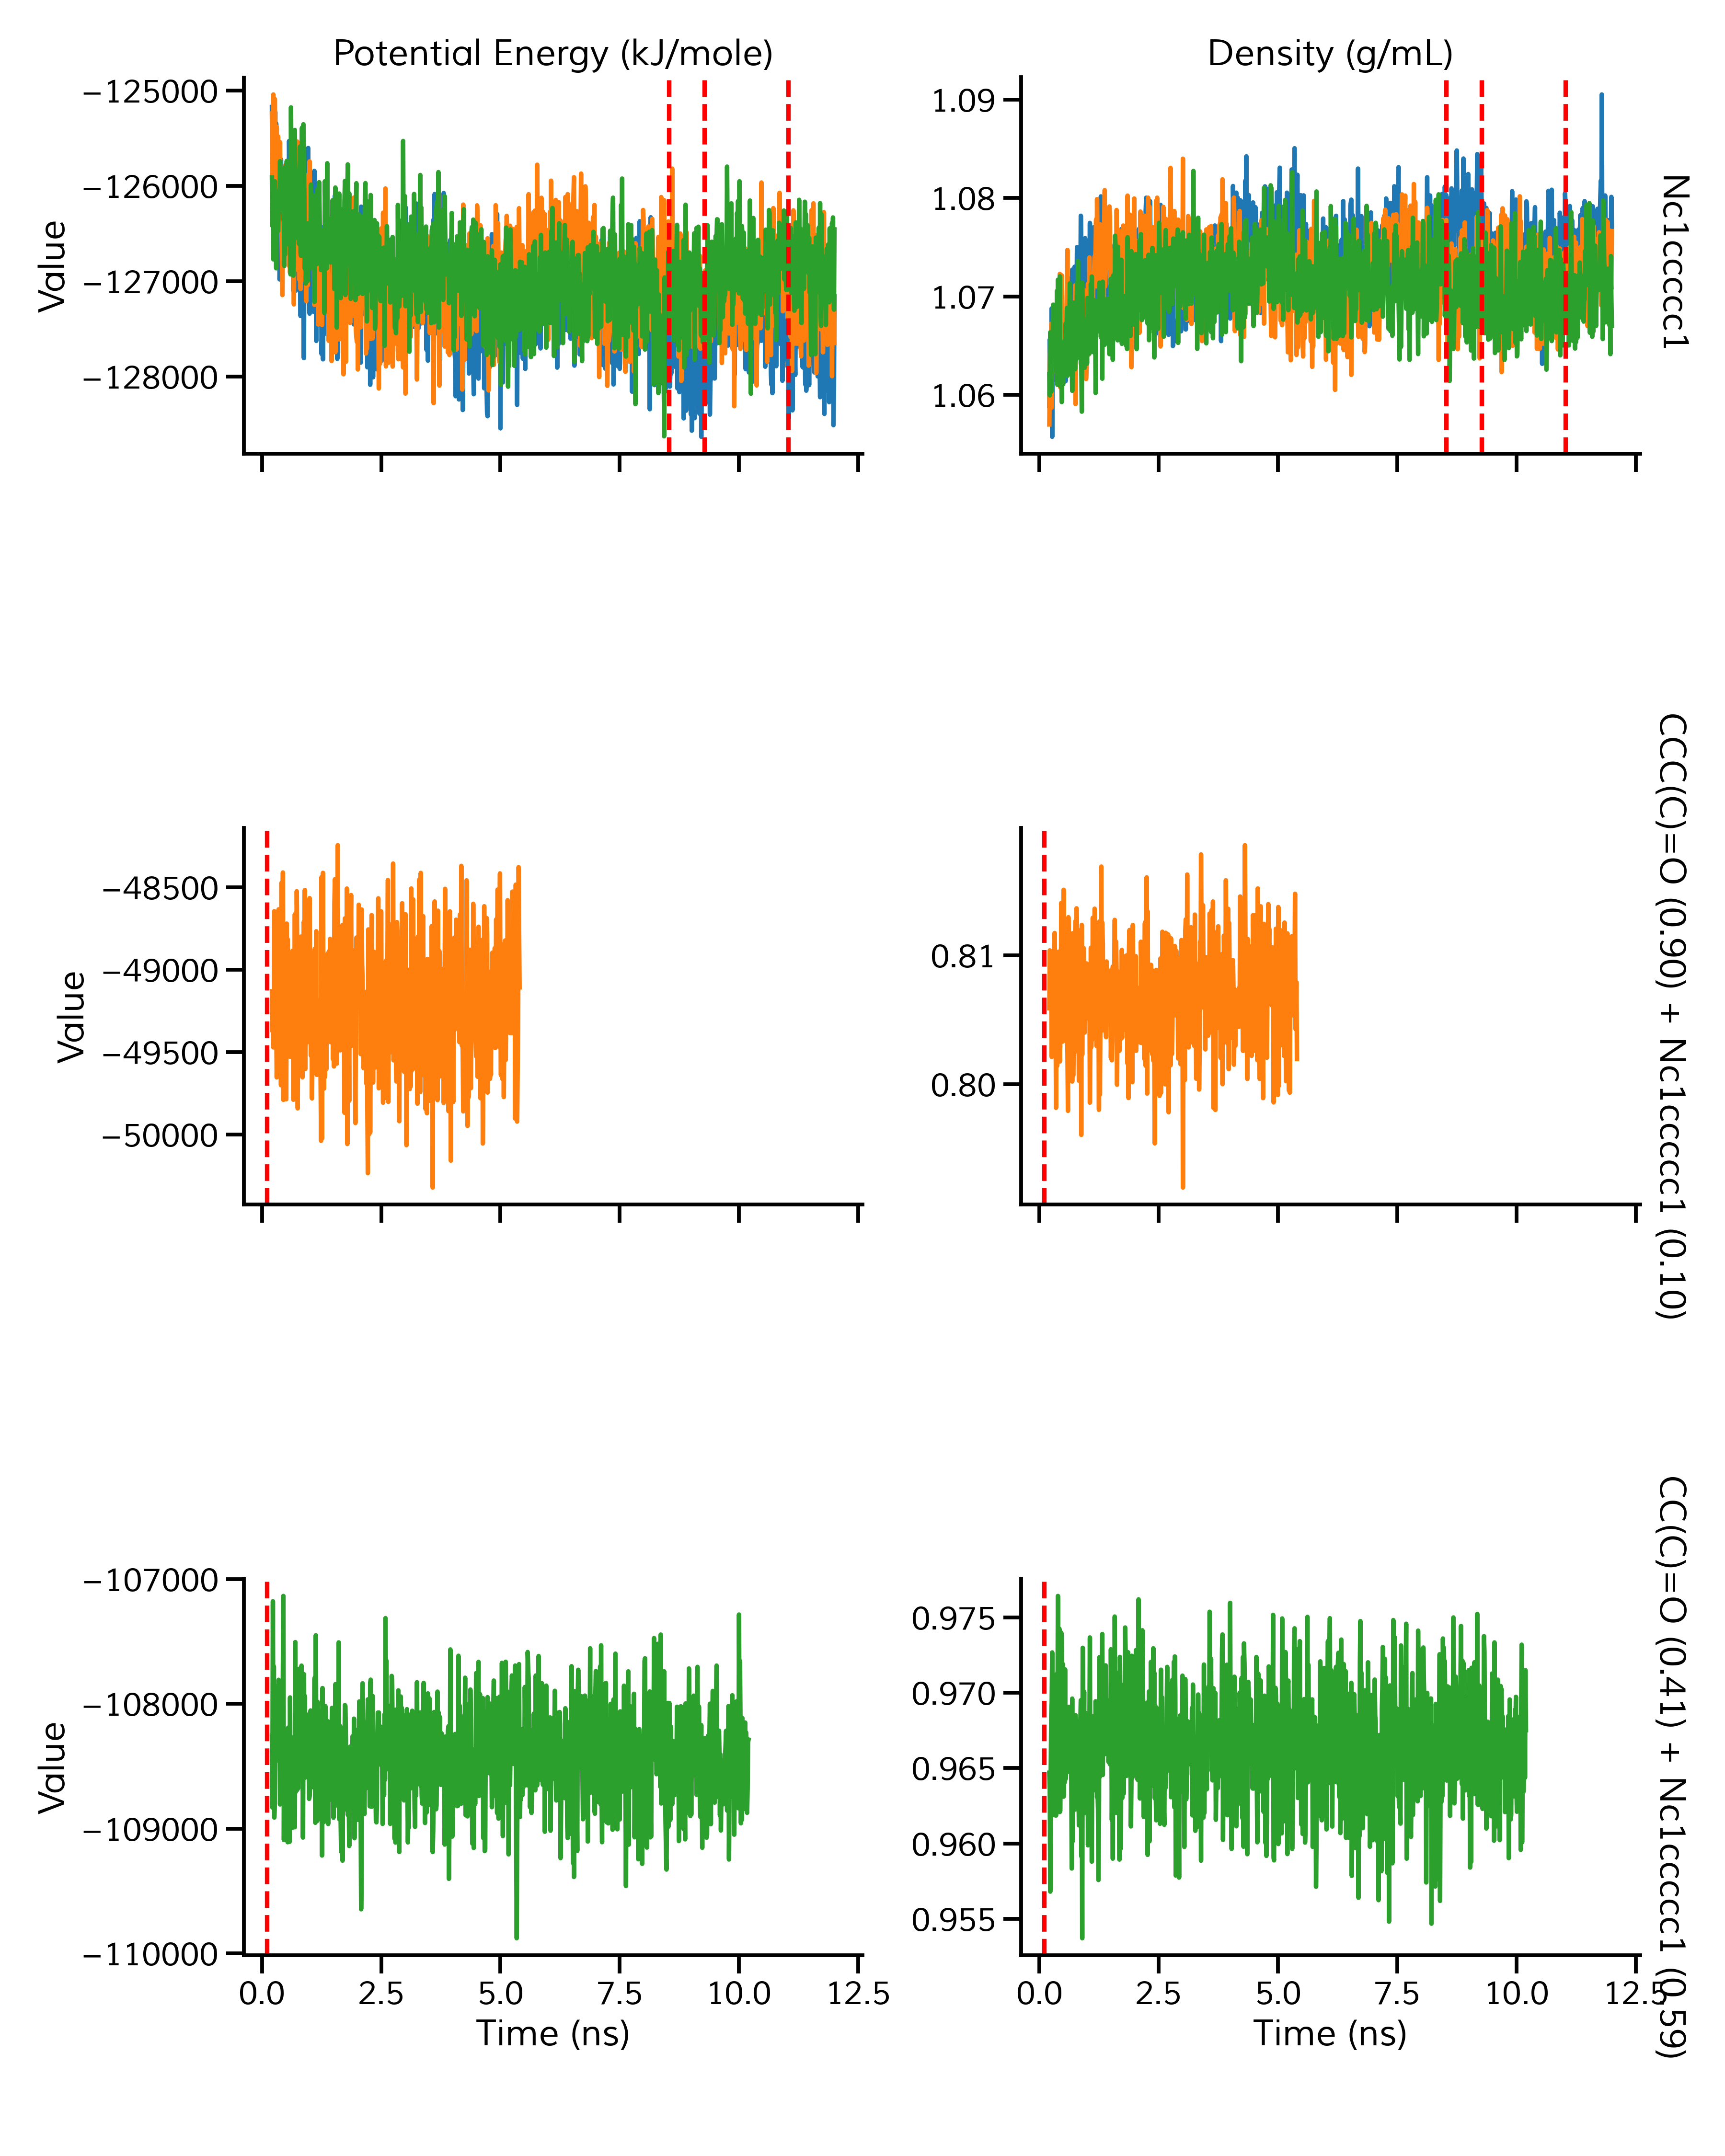 Potential Energy (kJ/mole)
Density (g/mL)
−125000
−126000
−127000
−128000
Value
1.09
1.08
1.07
1.06
Nc1ccccc1
−48500
−49000
−49500
−50000
Value
0.81
0.80
CCC(C)=O (0.90) + Nc1ccccc1 (0.10)
−107000
−108000
−109000
−110000
Value
0.0 2.5 5.0 7.5 10.0 12.5
Time (ns)
0.975
0.970
0.965
0.960
0.955
0.0 2.5 5.0 7.5 10.0 12.5
Time (ns)
CC(C)=O (0.41) + Nc1ccccc1 (0.59)